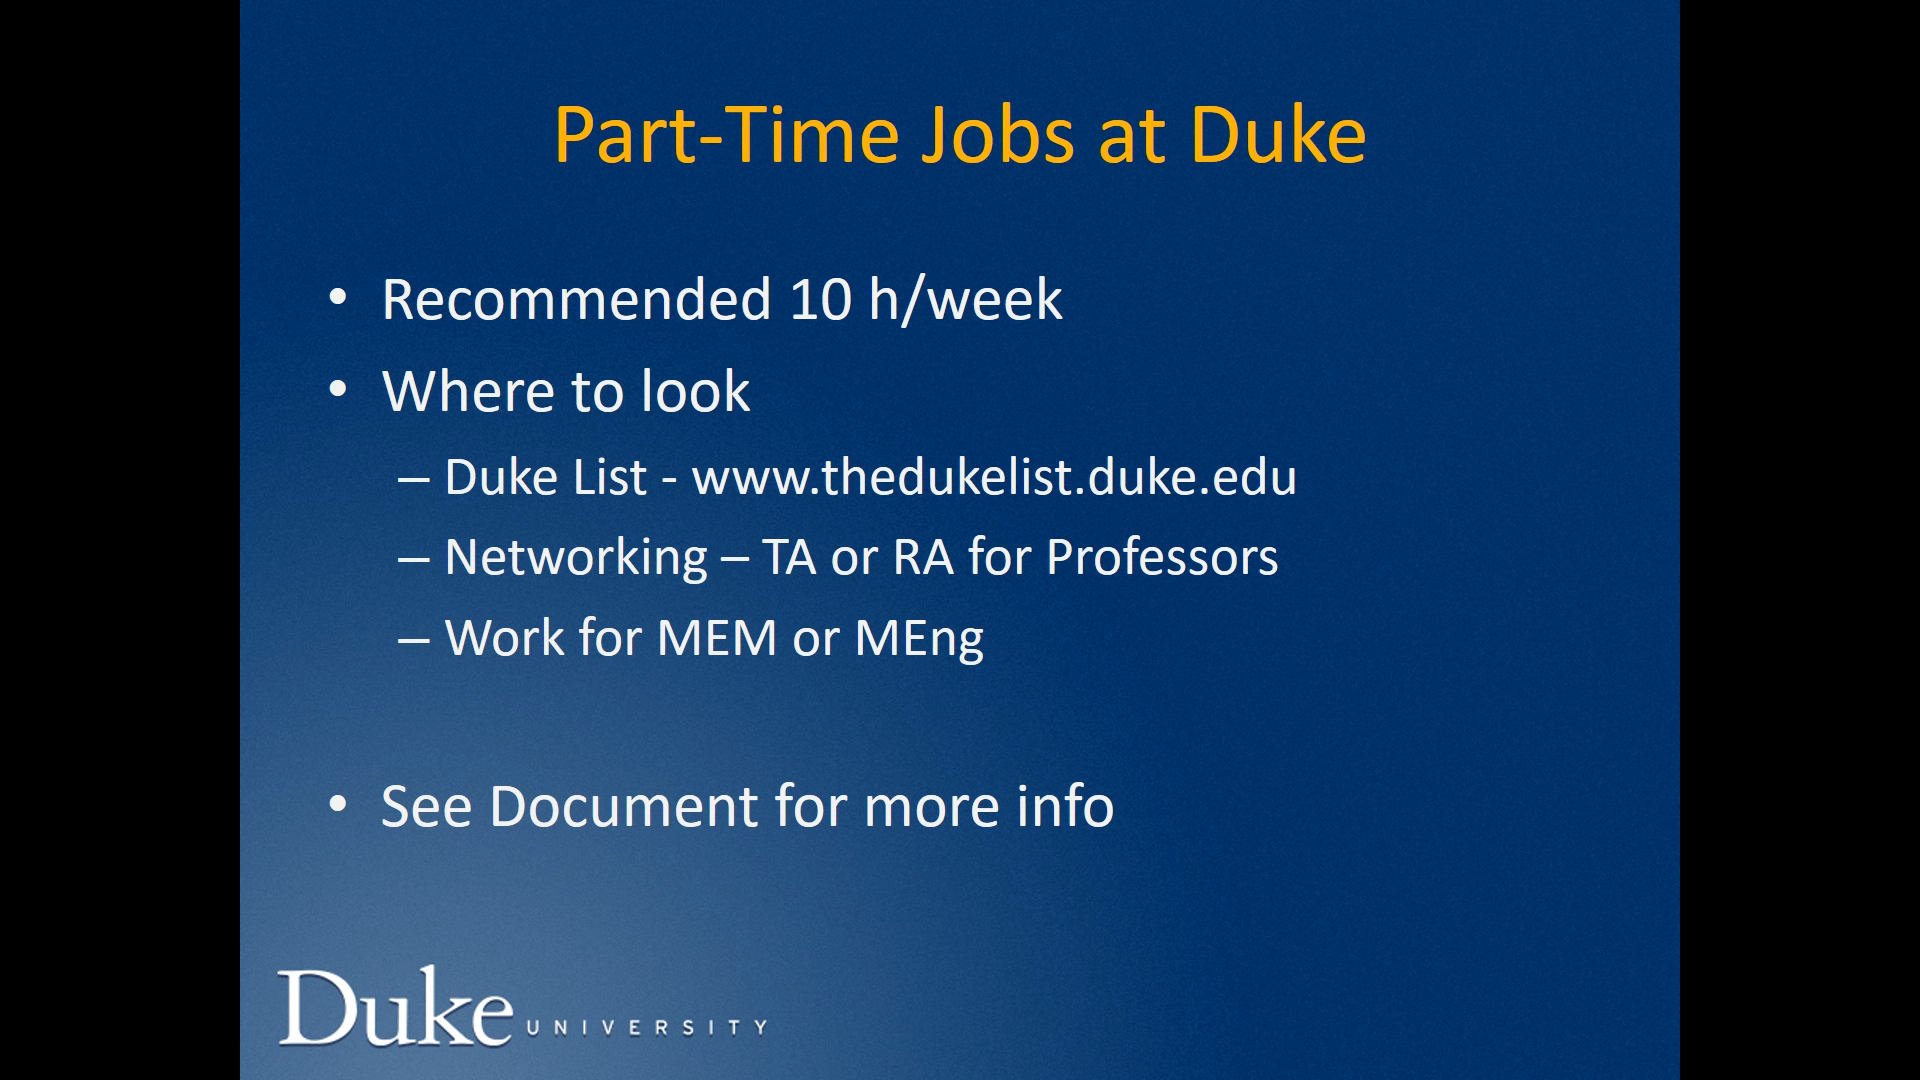 Part-Time Jobs at Duke
• Recommended 10 h/week
• Where to look
– Duke List - www.thedukelist.duke.edu
– Networking – TA or RA for Professors
– Work for MEM or MEng
• See Document for more info
Duke UNIVERSITY